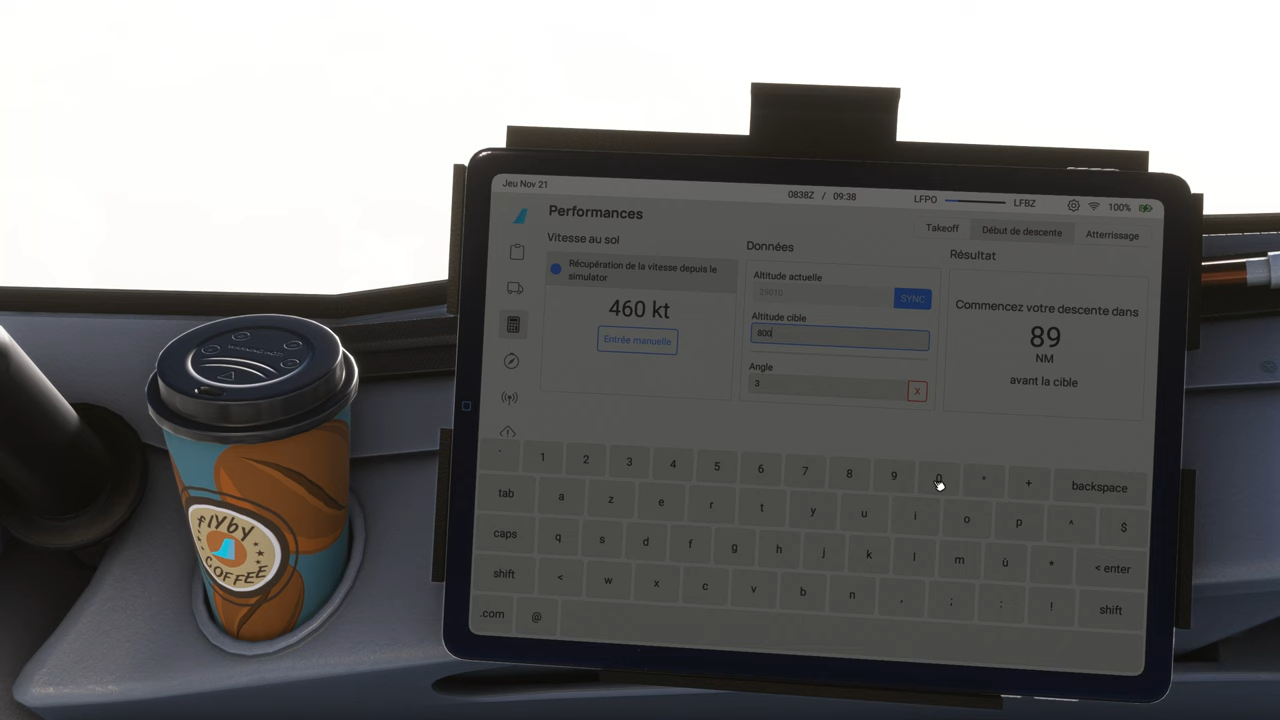 Jeu Nov 21
0838Z / 09:38
LFPO
LFBZ
100%
Performances
Takeoff
Début de descente
Atterrissage
Vitesse au sol
Récupération de la vitesse depuis le
simulator
460 kt
Entrée manuelle
Données
Altitude actuelle
29010
SYNC
Altitude cible
800
Angle
3
X
Résultat
Commencez votre descente dans
89
NM
avant la cible
1 2 3 4 5 6 7 8 9 0 + backspace
tab a z e r t y u i o p ^ $
caps q s d f g h j k l m ù * < enter
shift < w x c v b n , ; : ! shift
.com @
flyby
COFFEE